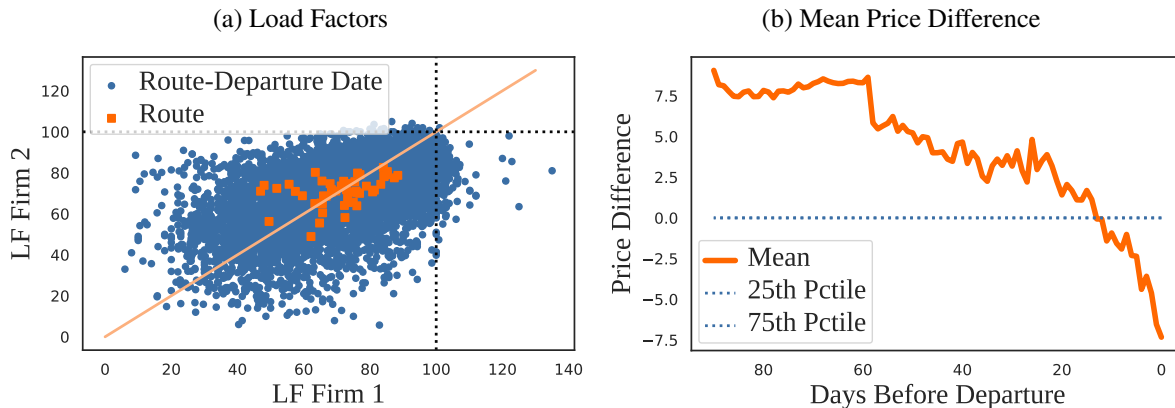 (a) Load Factors
LF Firm 2
120
100
80
60
40
20
0
Route-Departure Date
Route
0 20 40 60 80 100 120 140
LF Firm 1
(b) Mean Price Difference
Price Difference
7.5
5.0
2.5
0.0
−2.5
−5.0
−7.5
Mean
25th Pctile
75th Pctile
80 60 40 20 0
Days Before Departure